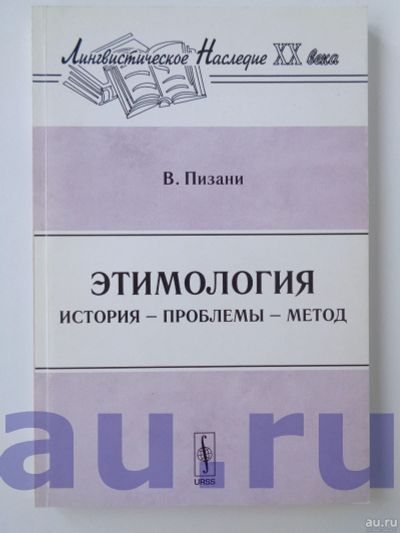 Лингвистическое Наследие XX века
В. Пизани
ЭТИМОЛОГИЯ
ИСТОРИЯ – ПРОБЛЕМЫ – МЕТОД
au.ru
URSS
au.ru